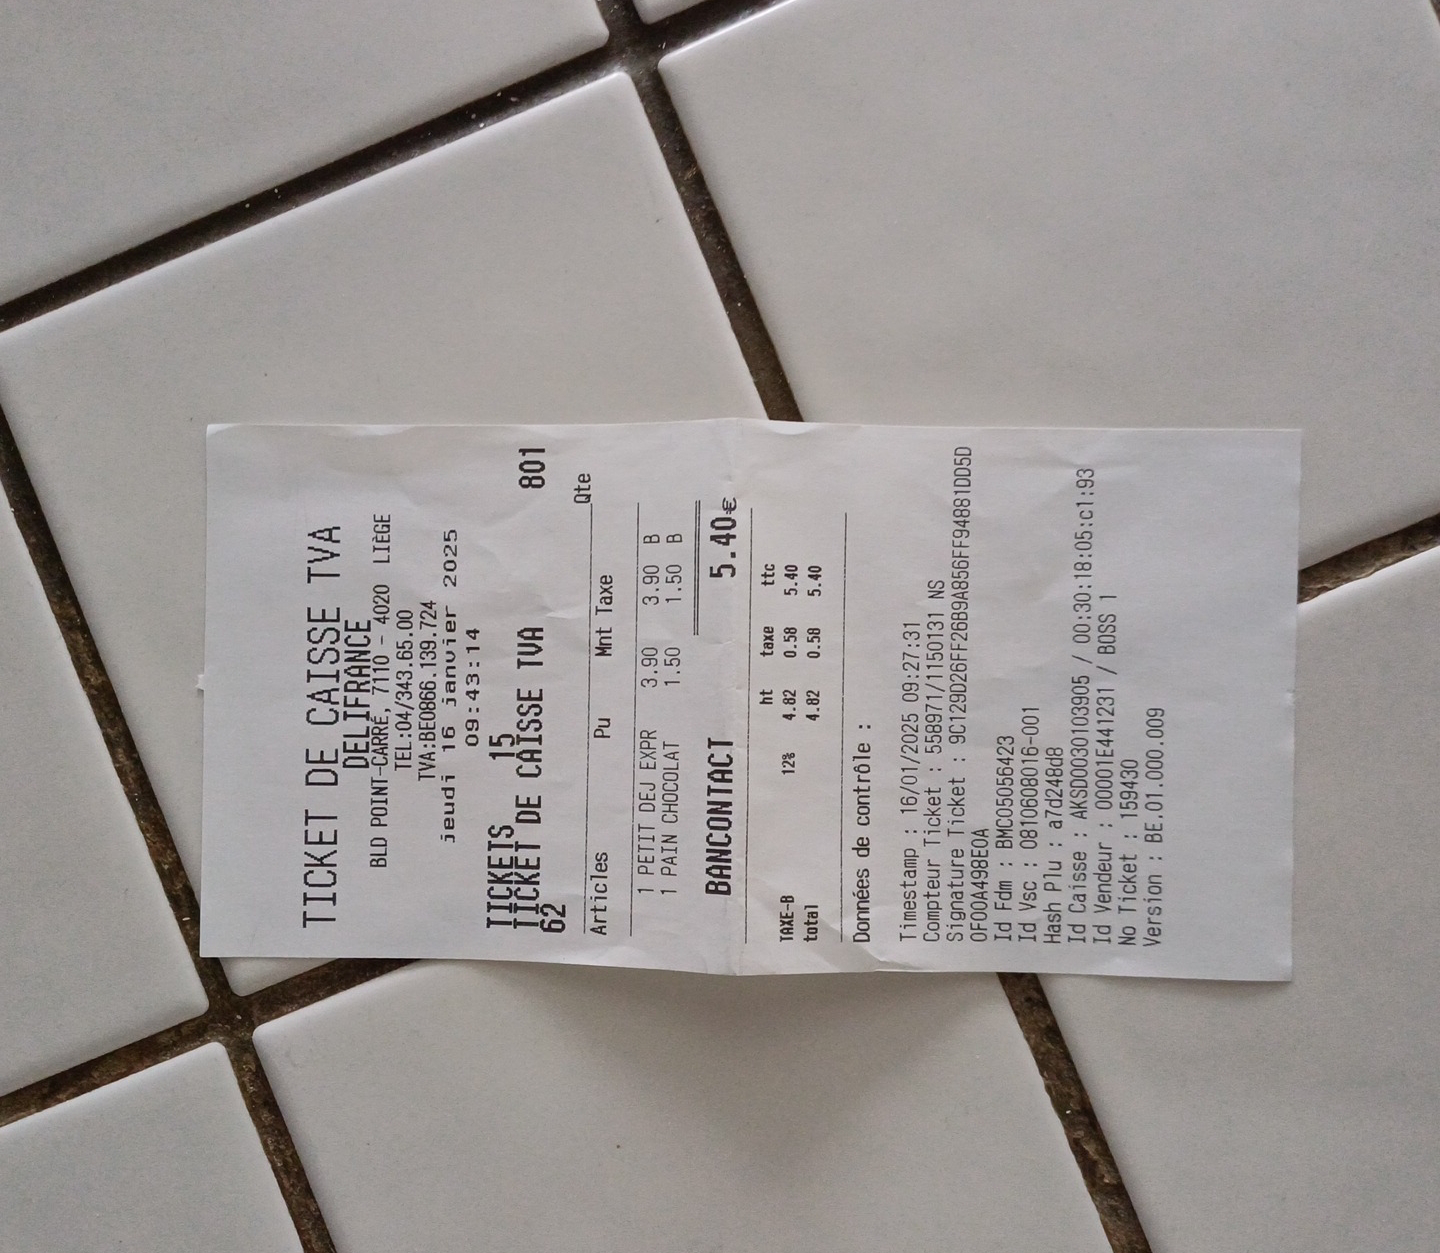 TICKET DE CAISSE TVA
DELIFRANCE
BLD POINT-CARRÉ, 7110 - 4020 LIÈGE
TEL:04/343.65.00
TVA:BE0866.139.724
jeudi 16 janvier 2025
09:43:14
TICKETS 15
TICKET DE CAISSE TVA 801
62
Qte
Articles Pu Mnt Taxe
1 PETIT DEJ EXPR 3.90 3.90 B
1 PAIN CHOCOLAT 1.50 1.50 B
BANCONTACT 5.40€
ht taxe ttc
TAXE-B 12% 4.82 0.58 5.40
total 4.82 0.58 5.40
Données de contrôle :
Timestamp : 16/01/2025 09:27:31
Compteur Ticket : 558971/1150131 NS
Signature Ticket : 9C129D26FF26B9A856FF94881DD5D
0F00A498E0A
Id Fdm : BMC05056423
Id Vsc : 0810608016-001
Hash Plu : a7d248d8
Id Caisse : AKSD0030103905 / 00:30:18:05:c1:93
Id Vendeur : 00001E441231 / BOSS 1
No Ticket : 159430
Version : BE.01.000.009